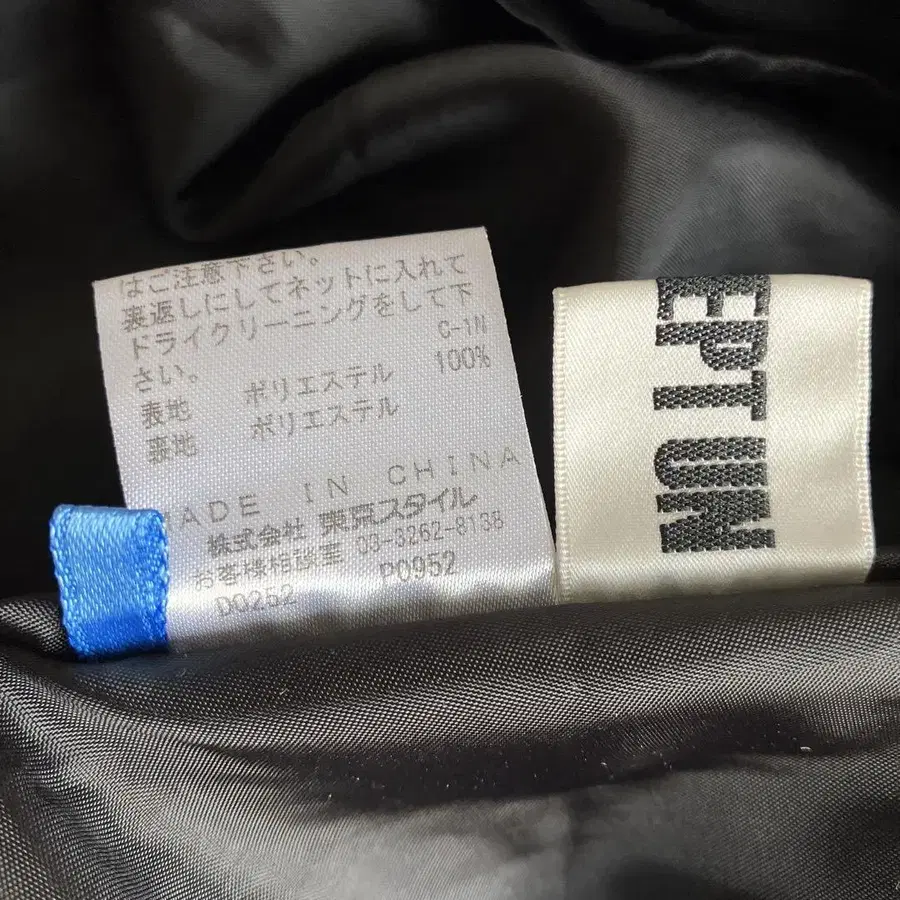 はご注意下さい。
裏返しにしてネットに入れて
ドライクリーニングをして下
さい。 C-1N
表地 ポリエステル 100%
裏地 ポリエステル
MADE IN CHINA
株式会社 東京スタイル
お客様相談室 03-3262-8138
D0252 P0952
EPTUN